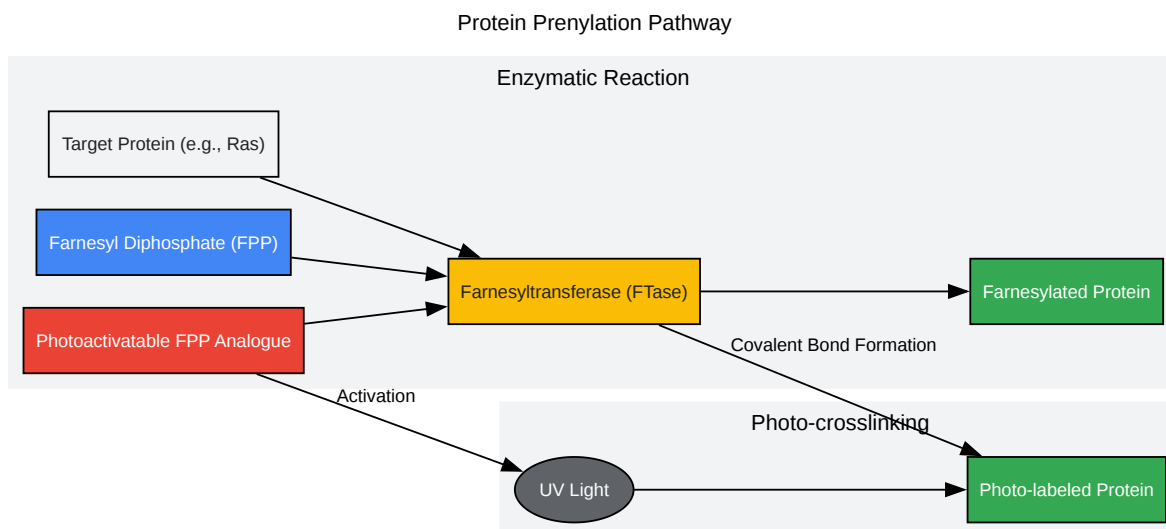 Protein Prenylation Pathway
Enzymatic Reaction
Target Protein (e.g., Ras)
Farnesyl Diphosphate (FPP)
Farnesyltransferase (FTase)
Farnesylated Protein
Photoactivatable FPP Analogue
Covalent Bond Formation
Activation
Photo-crosslinking
UV Light
Photo-labeled Protein